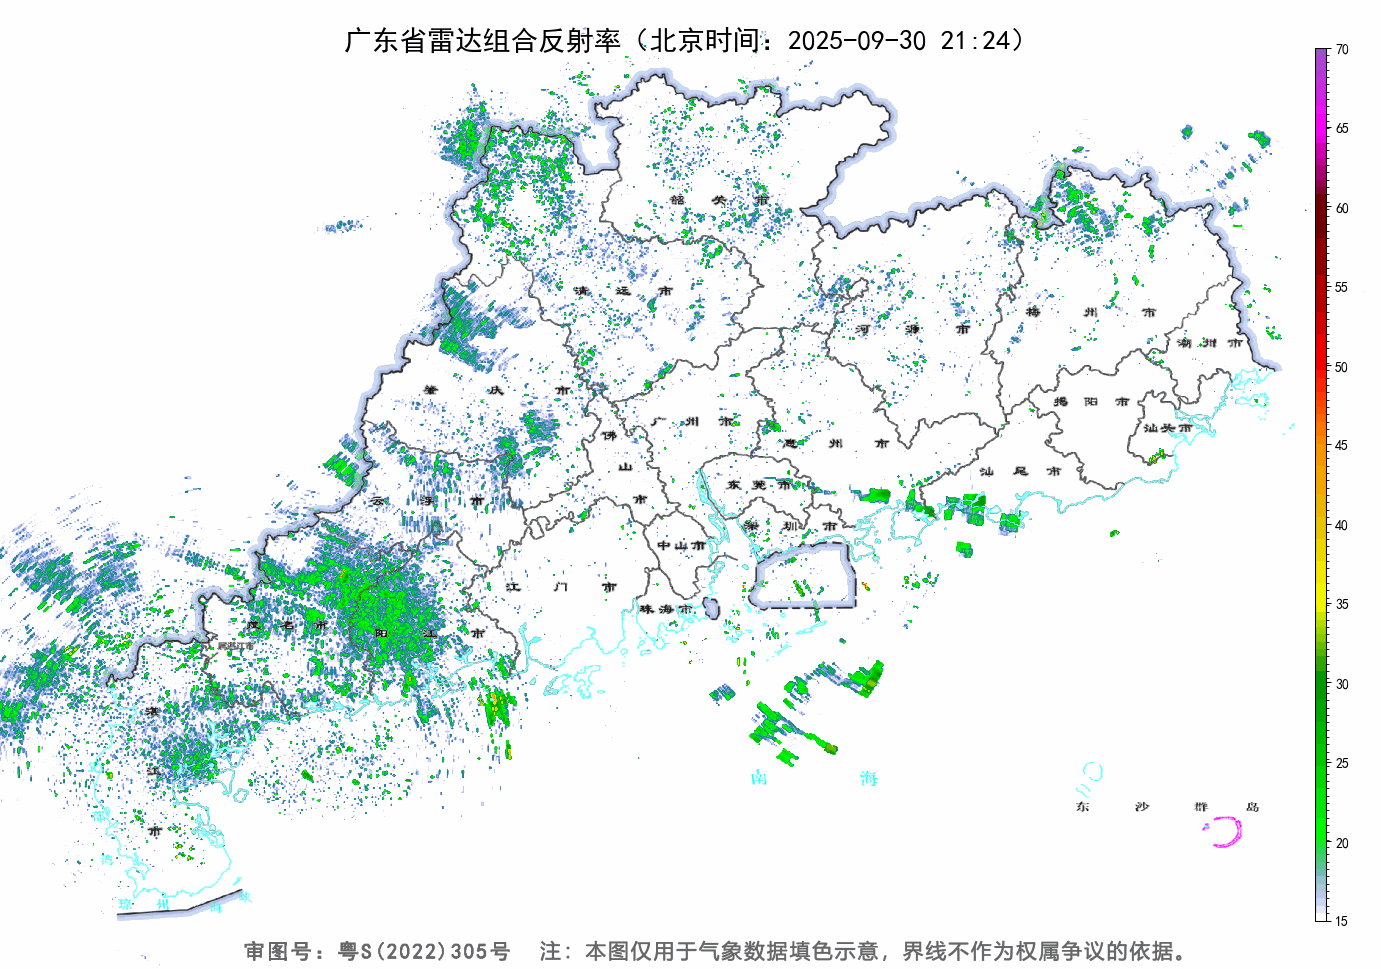 广东省雷达组合反射率（北京时间：2025-09-30 21:24）
70
65
60
55
50
45
40
35
30
25
20
15
韶关市
清远市
河源市
梅州市
潮州市
肇庆市
广州市
佛山市
惠州市
揭阳市
汕头市
汕尾市
云浮市
东莞市
深圳市
中山市
江门市
珠海市
茂名市
阳江市
属湛江市
湛江市
南海
东沙群岛
琼州海峡
审图号：粤S(2022)305号 注：本图仅用于气象数据填色示意，界线不作为权属争议的依据。